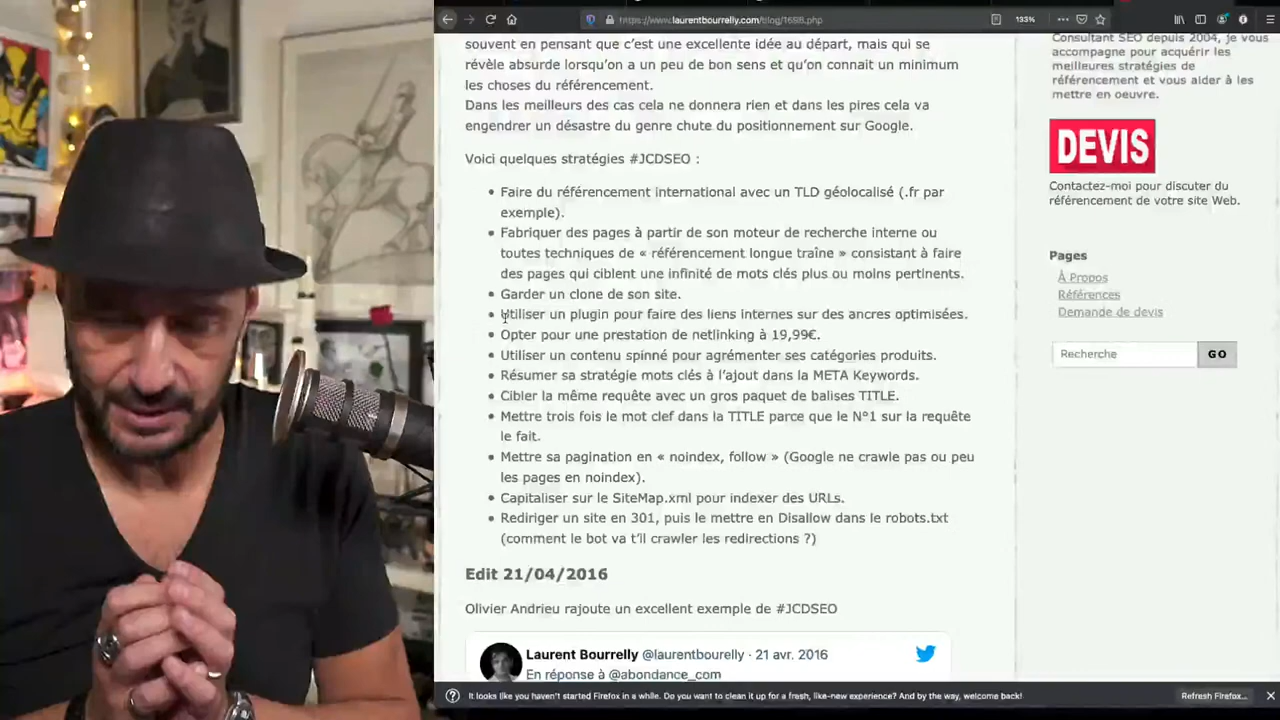 https://www.laurentbourrelly.com/blog/1698.php
133%
souvent en pensant que c'est une excellente idée au départ, mais qui se
révèle absurde lorsqu'on a un peu de bon sens et qu'on connait un minimum
les choses du référencement.
Dans les meilleurs des cas cela ne donnera rien et dans les pires cela va
engendrer un désastre du genre chute du positionnement sur Google.
Voici quelques stratégies #JCDSEO :
• Faire du référencement international avec un TLD géolocalisé (.fr par
exemple).
• Fabriquer des pages à partir de son moteur de recherche interne ou
toutes techniques de « référencement longue traîne » consistant à faire
des pages qui ciblent une infinité de mots clés plus ou moins pertinents.
• Garder un clone de son site.
• Utiliser un plugin pour faire des liens internes sur des ancres optimisées.
• Opter pour une prestation de netlinking à 19,99€.
• Utiliser un contenu spinné pour agrémenter ses catégories produits.
• Résumer sa stratégie mots clés à l'ajout dans la META Keywords.
• Cibler la même requête avec un gros paquet de balises TITLE.
• Mettre trois fois le mot clef dans la TITLE parce que le N°1 sur la requête
le fait.
• Mettre sa pagination en « noindex, follow » (Google ne crawle pas ou peu
les pages en noindex).
• Capitaliser sur le SiteMap.xml pour indexer des URLs.
• Rediriger un site en 301, puis le mettre en Disallow dans le robots.txt
(comment le bot va t'il crawler les redirections ?)
Edit 21/04/2016
Olivier Andrieu rajoute un excellent exemple de #JCDSEO
Laurent Bourrelly @laurentbourelly · 21 avr. 2016
En réponse à @abondance_com
Consultant SEO depuis 2004, je vous
accompagne pour acquérir les
meilleures stratégies de
référencement et vous aider à les
mettre en oeuvre.
DEVIS
Contactez-moi pour discuter du
référencement de votre site Web.
Pages
À Propos
Références
Demande de devis
Recherche
GO
It looks like you haven't started Firefox in a while. Do you want to clean it up for a fresh, like-new experience? And by the way, welcome back!
Refresh Firefox...